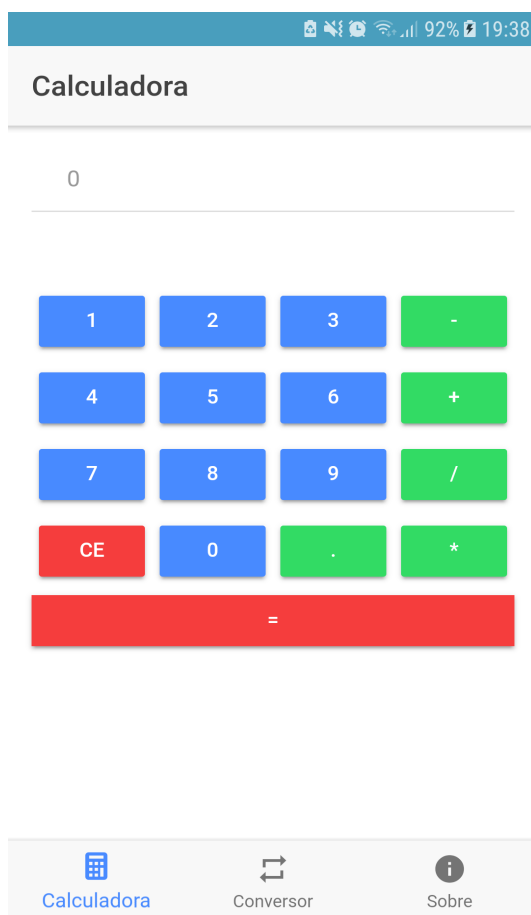 92% 19:38
Calculadora
0
1 2 3 -
4 5 6 +
7 8 9 /
CE 0 . *
=
Calculadora Conversor Sobre